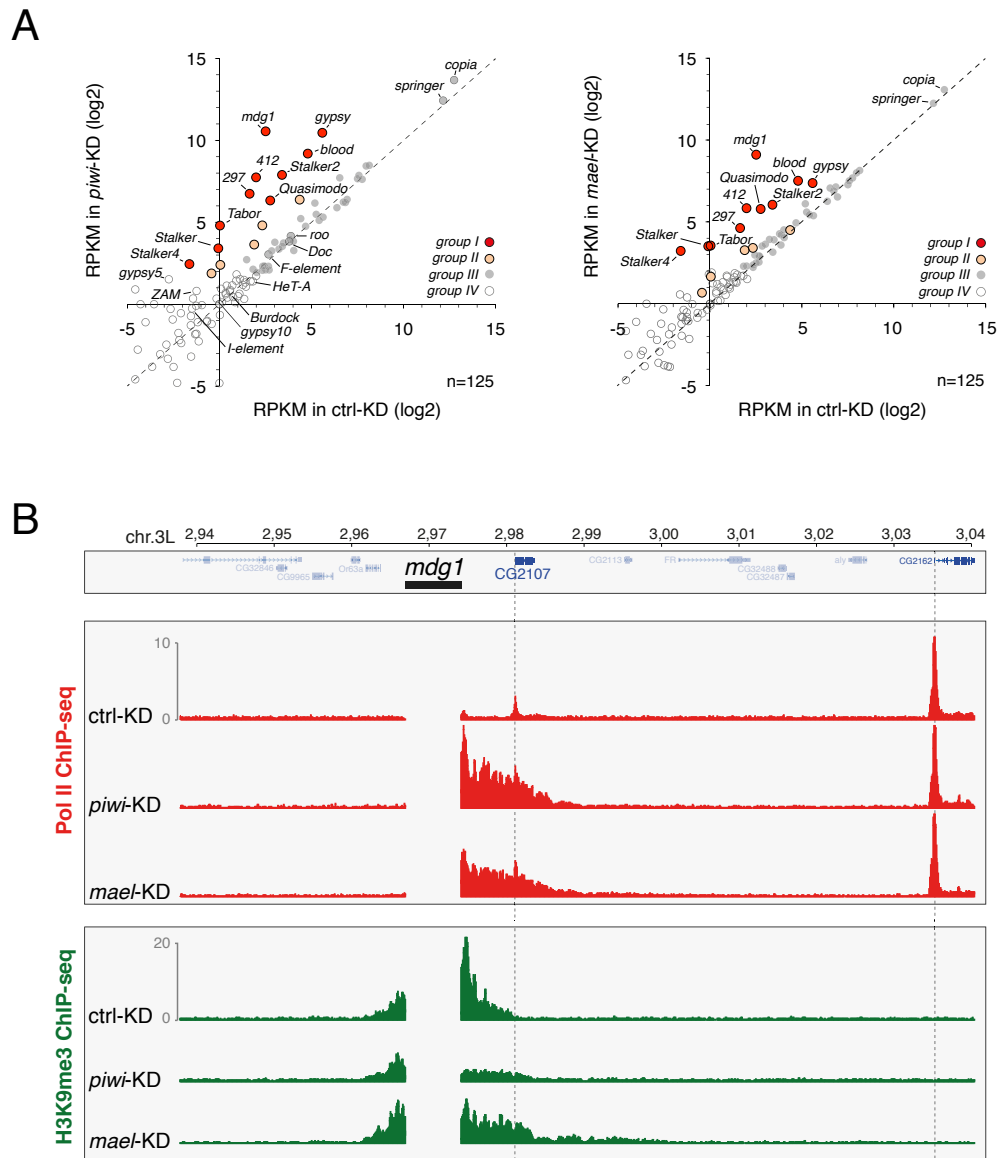 A
15
10
5
-5
-5
5
10
15
RPKM in piwi-KD (log2)
RPKM in ctrl-KD (log2)
copia
springer
mdg1
gypsy
blood
412
Stalker2
297
Quasimodo
Tabor
Stalker
roo
Doc
Stalker4
F-element
gypsy5
HeT-A
ZAM
Burdock
gypsy10
I-element
group I
group II
group III
group IV
n=125
15
10
5
-5
-5
5
10
15
RPKM in mael-KD (log2)
RPKM in ctrl-KD (log2)
copia
springer
mdg1
blood
gypsy
Quasimodo
Stalker2
412
297
Stalker
Tabor
Stalker4
group I
group II
group III
group IV
n=125
B
chr.3L
2,94 2,95 2,96 2,97 2,98 2,99 3,00 3,01 3,02 3,03 3,04
CG32846
CG9965
Or63a
mdg1
CG2107
CG2113
FR
CG32488
CG32487
aly
CG2162
Pol II ChIP-seq
10
0
ctrl-KD
piwi-KD
mael-KD
H3K9me3 ChIP-seq
20
0
ctrl-KD
piwi-KD
mael-KD